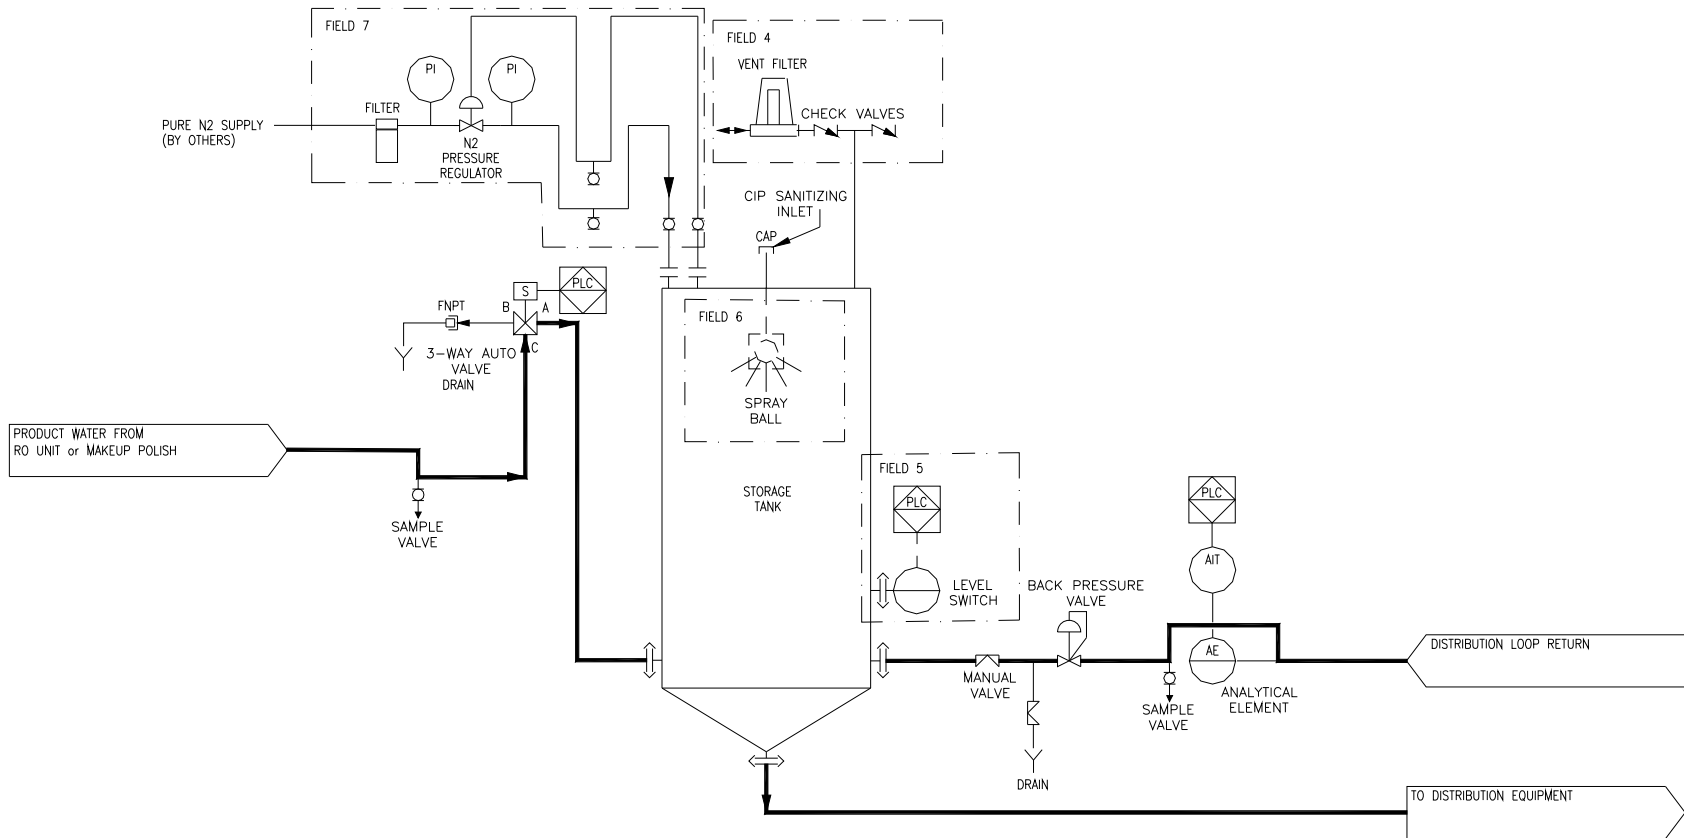 FIELD 7
FIELD 4
VENT FILTER
CHECK VALVES
PI
PI
FILTER
PURE N2 SUPPLY
(BY OTHERS)
N2
PRESSURE
REGULATOR
CIP SANITIZING
INLET
CAP
PLC
S
B
A
FNPT
C
3-WAY AUTO
VALVE
DRAIN
FIELD 6
SPRAY
BALL
PRODUCT WATER FROM
RO UNIT or MAKEUP POLISH
SAMPLE
VALVE
STORAGE
TANK
FIELD 5
PLC
LEVEL
SWITCH
BACK PRESSURE
VALVE
PLC
AIT
AE
ANALYTICAL
ELEMENT
DISTRIBUTION LOOP RETURN
MANUAL
VALVE
SAMPLE
VALVE
DRAIN
TO DISTRIBUTION EQUIPMENT